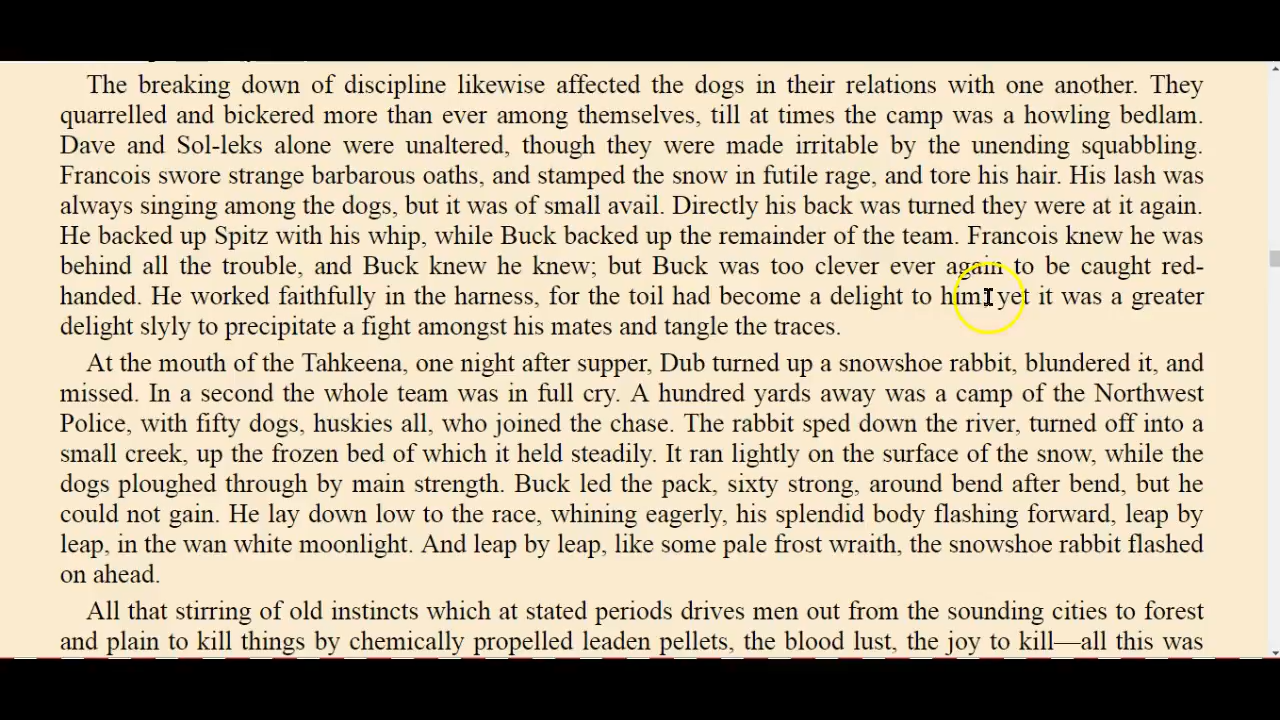 The breaking down of discipline likewise affected the dogs in their relations with one another. They
quarrelled and bickered more than ever among themselves, till at times the camp was a howling bedlam.
Dave and Sol-leks alone were unaltered, though they were made irritable by the unending squabbling.
Francois swore strange barbarous oaths, and stamped the snow in futile rage, and tore his hair. His lash was
always singing among the dogs, but it was of small avail. Directly his back was turned they were at it again.
He backed up Spitz with his whip, while Buck backed up the remainder of the team. Francois knew he was
behind all the trouble, and Buck knew he knew; but Buck was too clever ever again to be caught red-
handed. He worked faithfully in the harness, for the toil had become a delight to him; yet it was a greater
delight slyly to precipitate a fight amongst his mates and tangle the traces.
At the mouth of the Tahkeena, one night after supper, Dub turned up a snowshoe rabbit, blundered it, and
missed. In a second the whole team was in full cry. A hundred yards away was a camp of the Northwest
Police, with fifty dogs, huskies all, who joined the chase. The rabbit sped down the river, turned off into a
small creek, up the frozen bed of which it held steadily. It ran lightly on the surface of the snow, while the
dogs ploughed through by main strength. Buck led the pack, sixty strong, around bend after bend, but he
could not gain. He lay down low to the race, whining eagerly, his splendid body flashing forward, leap by
leap, in the wan white moonlight. And leap by leap, like some pale frost wraith, the snowshoe rabbit flashed
on ahead.
All that stirring of old instincts which at stated periods drives men out from the sounding cities to forest
and plain to kill things by chemically propelled leaden pellets, the blood lust, the joy to kill—all this was